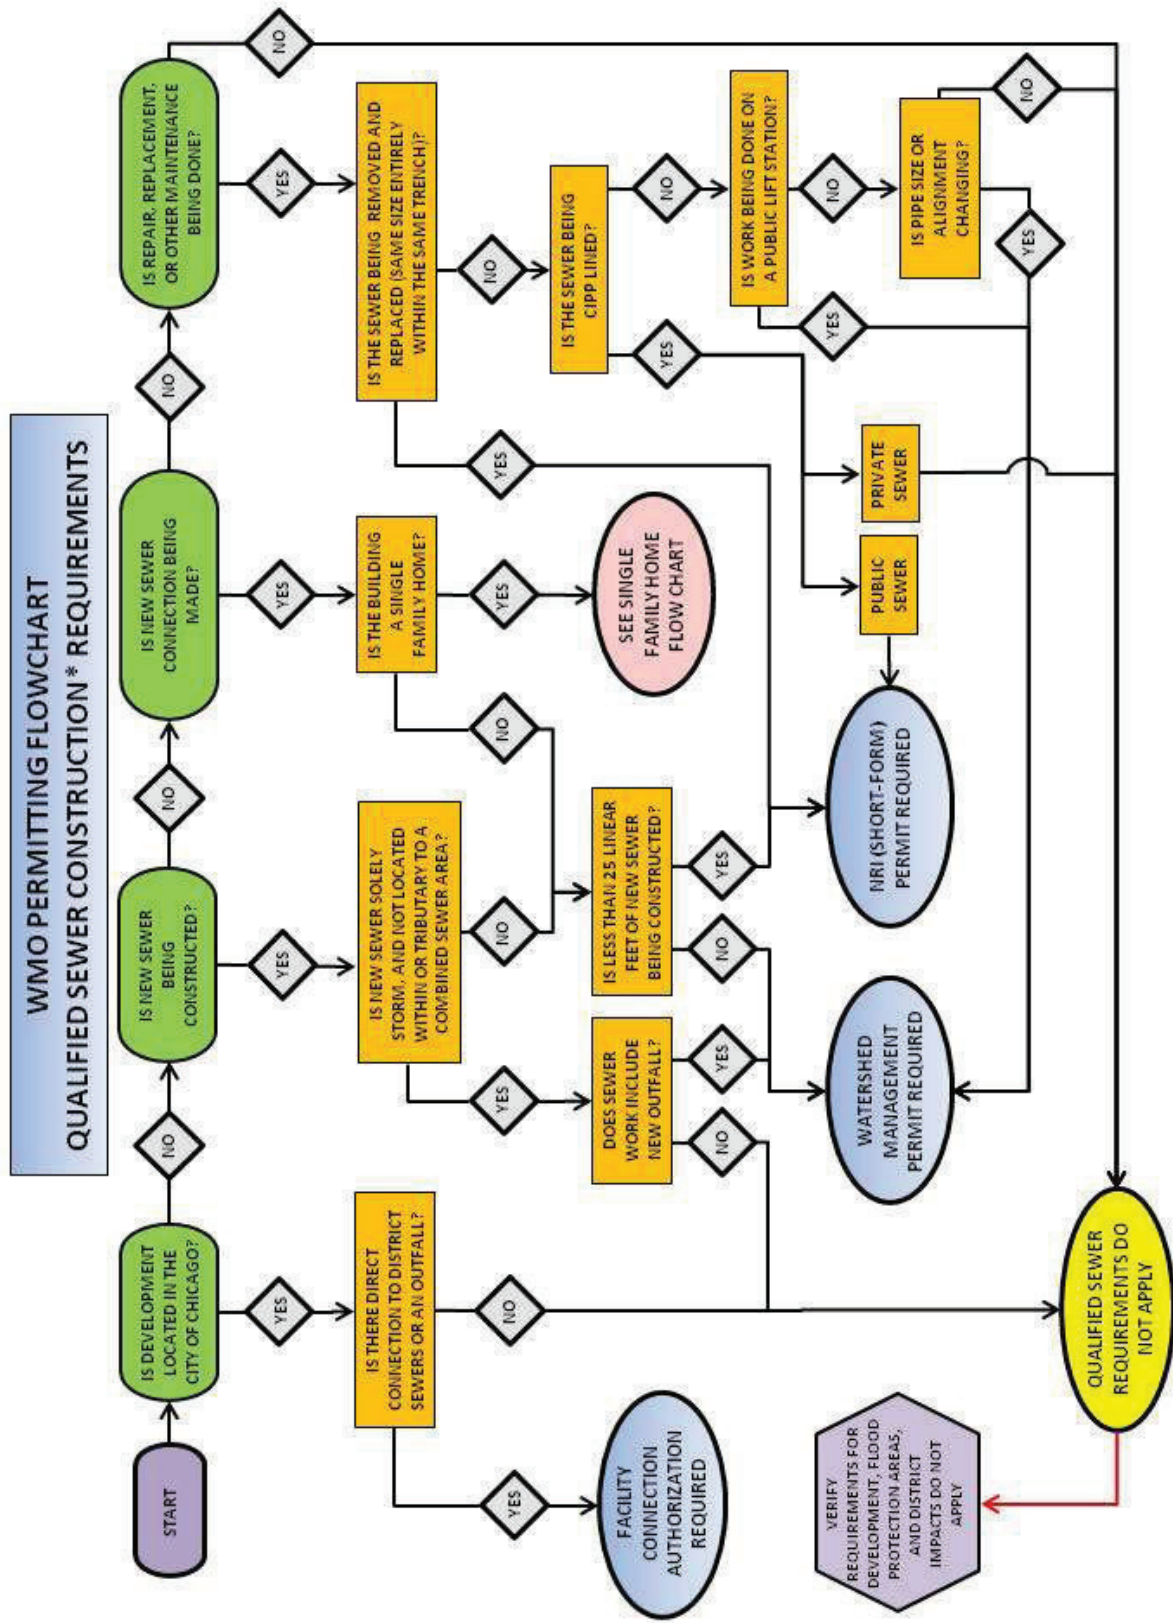 WMO PERMITTING FLOWCHART
QUALIFIED SEWER CONSTRUCTION* REQUIREMENTS
START
IS DEVELOPMENT
LOCATED IN THE
CITY OF CHICAGO?
NO
IS NEW SEWER
BEING
CONSTRUCTED?
NO
IS NEW SEWER
CONNECTION BEING
MADE?
NO
IS REPAIR, REPLACEMENT,
OR OTHER MAINTENANCE
BEING DONE?
NO
YES
YES
YES
YES
IS THERE DIRECT
CONNECTION TO DISTRICT
SEWERS OR AN OUTFALL?
IS NEW SEWER SOLELY
STORM, AND NOT LOCATED
WITHIN OR TRIBUTARY TO A
COMBINED SEWER AREA?
IS THE BUILDING
A SINGLE
FAMILY HOME?
IS THE SEWER BEING REMOVED AND
REPLACED (SAME SIZE ENTIRELY
WITHIN THE SAME TRENCH)?
YES
NO
YES
NO
NO
YES
YES
NO
FACILITY
CONNECTION
AUTHORIZATION
REQUIRED
DOES SEWER
WORK INCLUDE
NEW OUTFALL?
IS LESS THAN 25 LINEAR
FEET OF NEW SEWER
BEING CONSTRUCTED?
SEE SINGLE
FAMILY HOME
FLOW CHART
IS THE SEWER BEING
CIPP LINED?
NO
YES
NO
YES
YES
NO
IS WORK BEING DONE ON
A PUBLIC LIFT STATION?
YES
NO
VERIFY
REQUIREMENTS FOR
DEVELOPMENT, FLOOD
PROTECTION AREAS,
AND DISTRICT
IMPACTS DO NOT
APPLY
WATERSHED
MANAGEMENT
PERMIT REQUIRED
NRI (SHORT-FORM)
PERMIT REQUIRED
PUBLIC
SEWER
PRIVATE
SEWER
IS PIPE SIZE OR
ALIGNMENT
CHANGING?
YES
NO
QUALIFIED SEWER
REQUIREMENTS DO
NOT APPLY